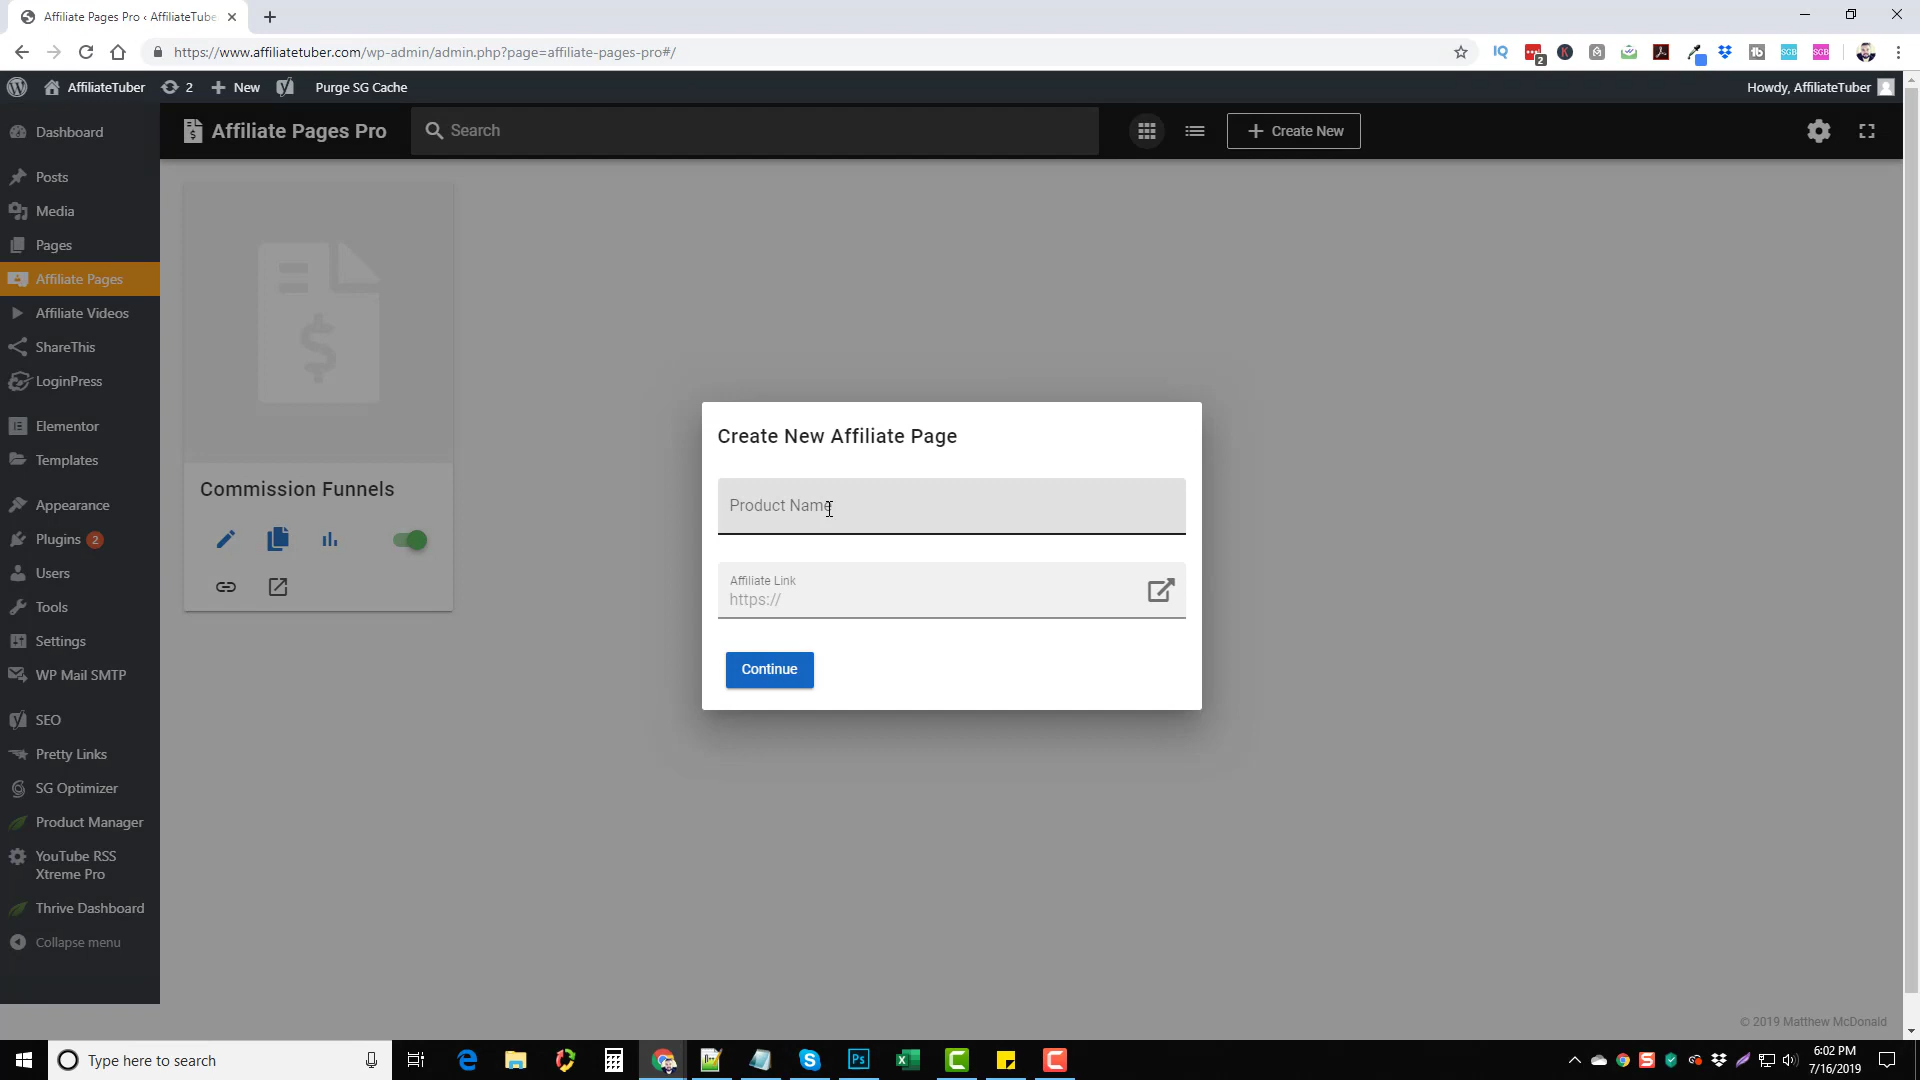 Affiliate Pages Pro ‹ AffiliateTube
https://www.affiliatetuber.com/wp-admin/admin.php?page=affiliate-pages-pro#/
2
AffiliateTuber
2
New
Purge SG Cache
Howdy, AffiliateTuber
Dashboard
Posts
Media
Pages
Affiliate Pages
Affiliate Videos
ShareThis
LoginPress
Elementor
Templates
Appearance
Plugins 2
Users
Tools
Settings
WP Mail SMTP
SEO
Pretty Links
SG Optimizer
Product Manager
YouTube RSS
Xtreme Pro
Thrive Dashboard
Collapse menu
Affiliate Pages Pro
Search
Create New
Commission Funnels
Create New Affiliate Page
Product Name
Affiliate Link
https://
Continue
© 2019 Matthew McDonald
Type here to search
6:02 PM
7/16/2019